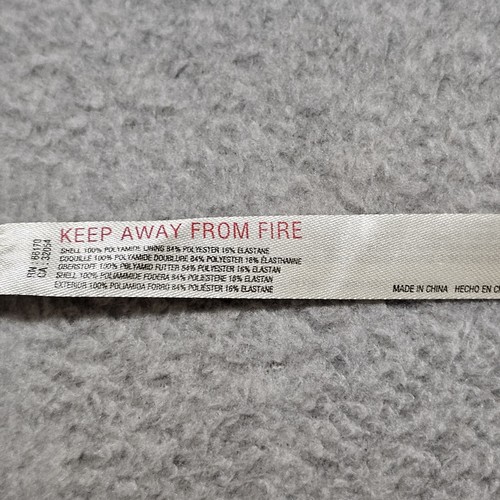 RN : 66170
CA : 32054
KEEP AWAY FROM FIRE
SHELL 100% POLYAMIDE LINING 84% POLYESTER 16% ELASTANE
COQUILLE 100% POLYAMIDE DOUBLURE 84% POLYESTER 16% ÉLASTHANNE
OBERSTOFF 100% POLYAMID FUTTER 84% POLYESTER 16% ELASTAN
SHELL 100% POLIAMMIDE FODERA 84% POLIESTERE 16% ELASTAN
EXTERIOR 100% POLIAMIDA FORRO 84% POLIÉSTER 16% ELASTANE
MADE IN CHINA HECHO EN